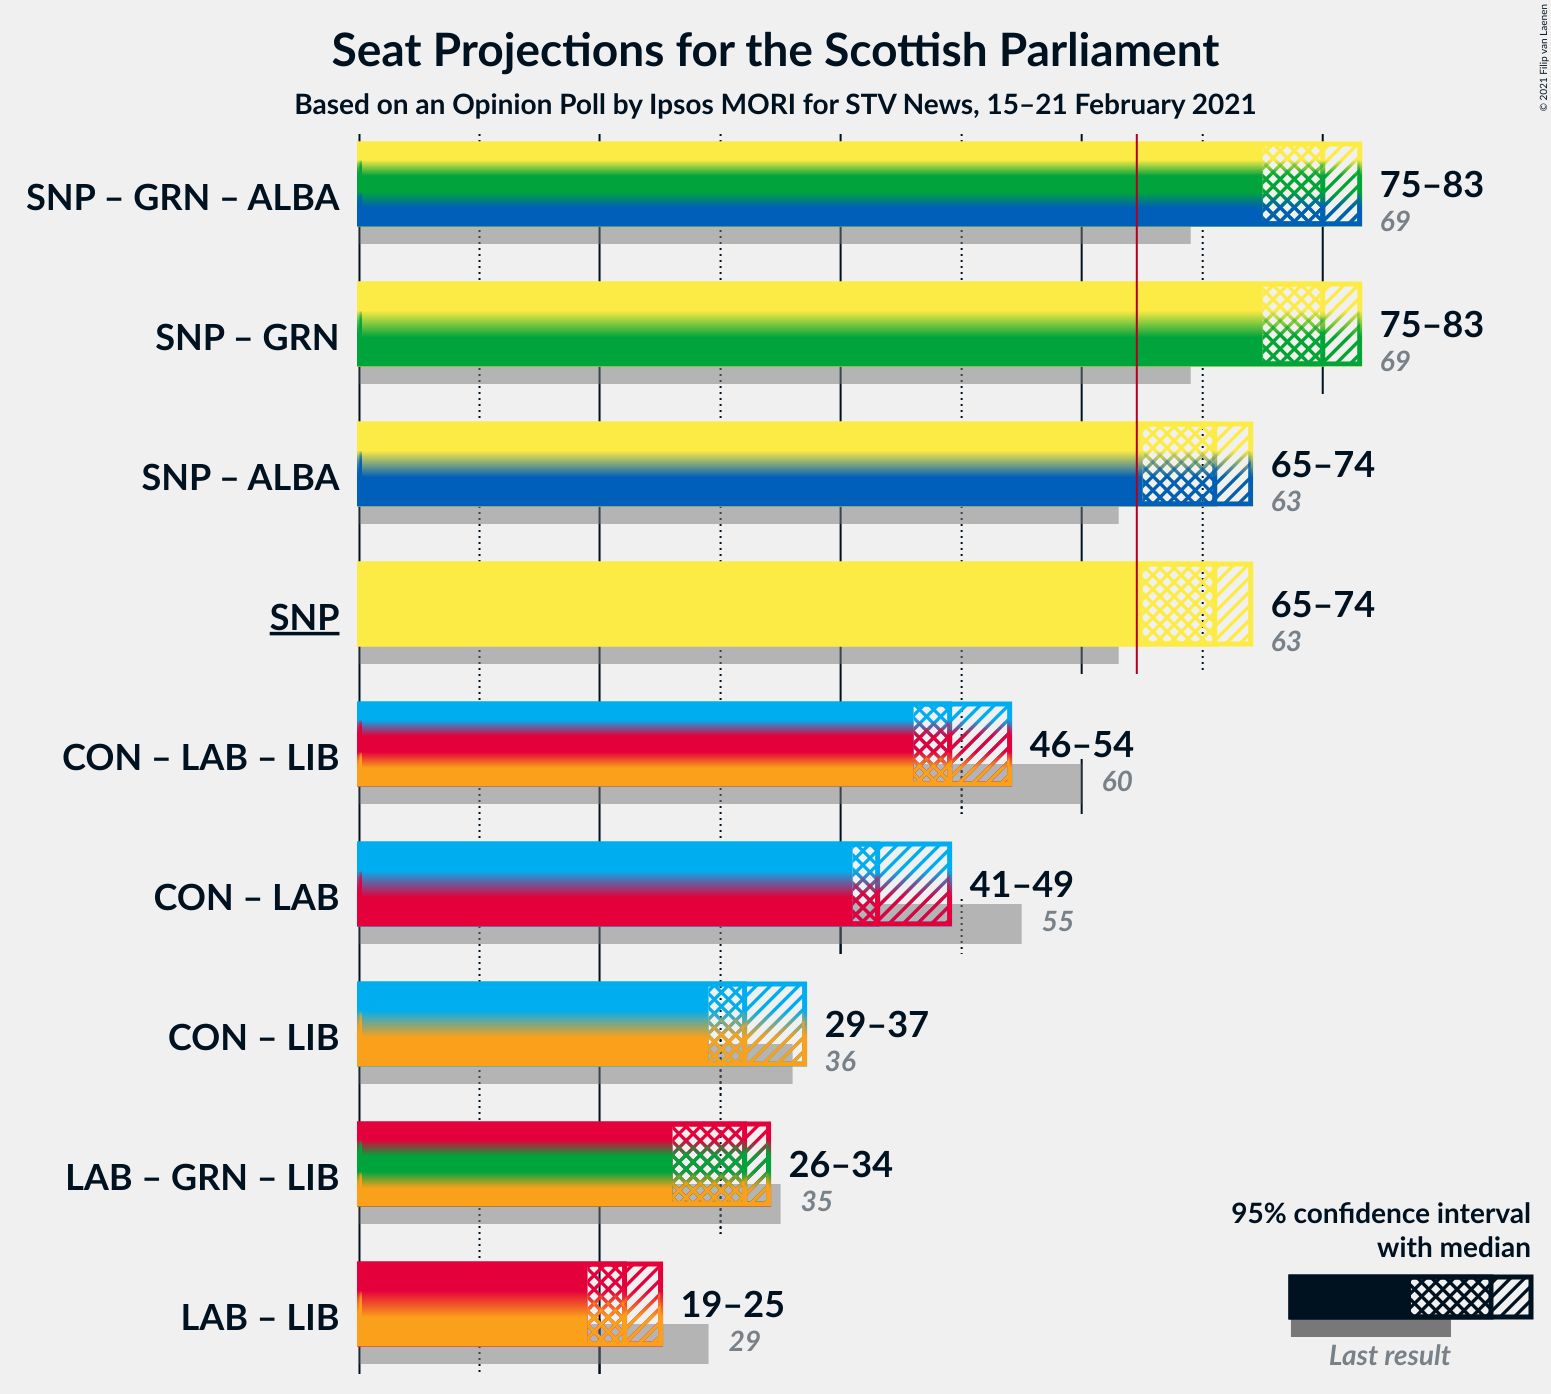 Seat Projections for the Scottish Parliament
Based on an Opinion Poll by Ipsos MORI for STV News, 15–21 February 2021
© 2021 Filip van Laenen
SNP – GRN – ALBA
75–83
69
SNP – GRN
75–83
69
SNP – ALBA
65–74
63
SNP
65–74
63
CON – LAB – LIB
46–54
60
CON – LAB
41–49
55
CON – LIB
29–37
36
LAB – GRN – LIB
26–34
35
LAB – LIB
19–25
29
95% confidence interval
with median
Last result